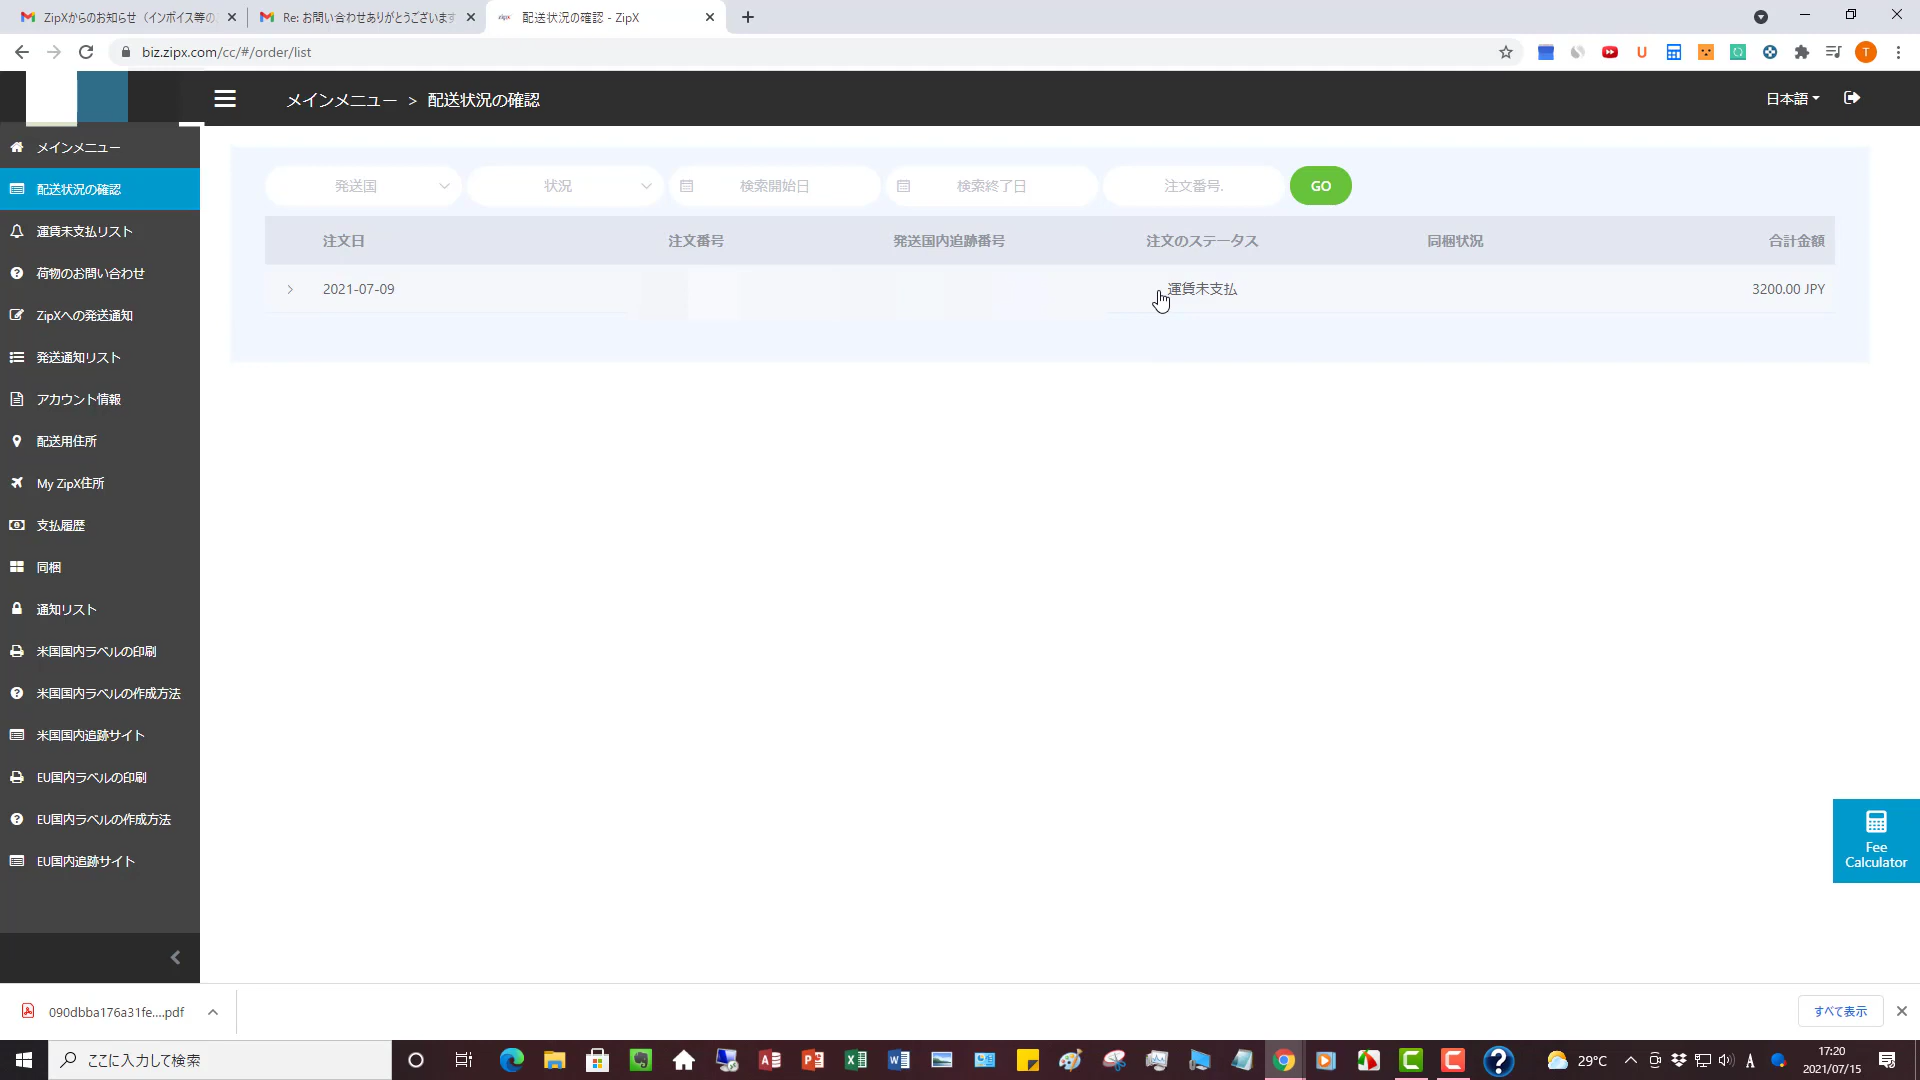 ZipXからのお知らせ（インボイス等の
Re: お問い合わせありがとうございます
配送状況の確認 - ZipX
biz.zipx.com/cc/#/order/list
メインメニュー > 配送状況の確認
日本語
メインメニュー
配送状況の確認
運賃未支払リスト
荷物のお問い合わせ
ZipXへの発送通知
発送通知リスト
アカウント情報
配送用住所
My ZipX住所
支払履歴
同梱
通知リスト
米国国内ラベルの印刷
米国国内ラベルの作成方法
米国国内追跡サイト
EU国内ラベルの印刷
EU国内ラベルの作成方法
EU国内追跡サイト
発送国 状況 検索開始日 検索終了日 注文番号. GO
注文日 注文番号 発送国内追跡番号 注文のステータス 同梱状況 合計金額
2021-07-09 運賃未支払 3200.00 JPY
Fee
Calculator
090dbba176a31fe....pdf
すべて表示
ここに入力して検索
29°C
A
17:20
2021/07/15